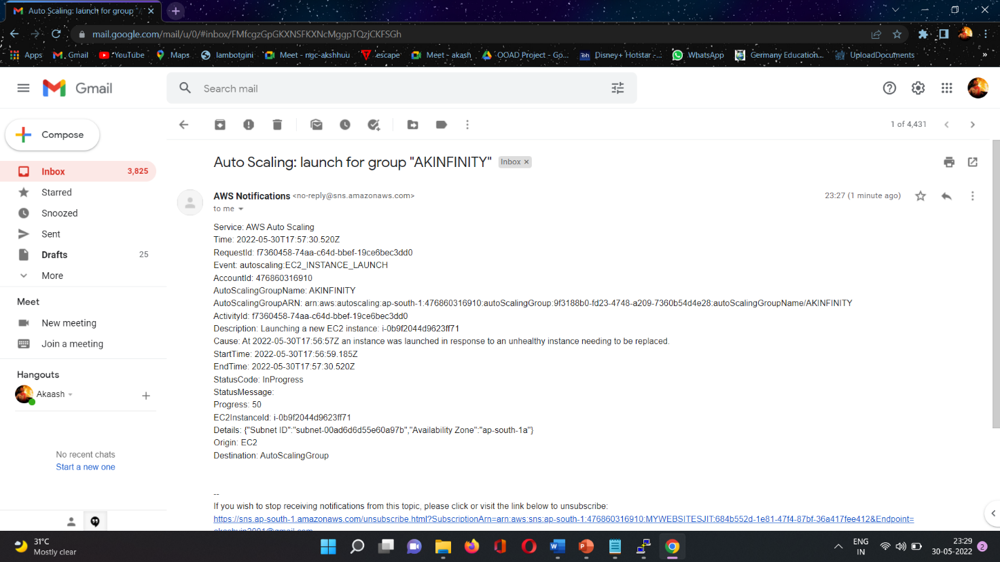 Auto Scaling: launch for group "
mail.google.com/mail/u/0/#inbox/FMfcgzGpGKXNSFKXNcMggpTQzjCKFSGh
Apps Gmail YouTube Maps lambotgini Meet - ngc-akshhuu escape Meet - akash OOAD Project - Go... Disney+ Hotstar -... WhatsApp Germany Education... UploadDocuments »
Gmail
Search mail
1 of 4,431
Compose
Inbox 3,825
Starred
Snoozed
Sent
Drafts 25
More
Meet
New meeting
Join a meeting
Hangouts
Akaash
No recent chats
Start a new one
Auto Scaling: launch for group "AKINFINITY" Inbox ×
AWS Notifications <no-reply@sns.amazonaws.com> 23:27 (1 minute ago)
to me
Service: AWS Auto Scaling
Time: 2022-05-30T17:57:30.520Z
RequestId: f7360458-74aa-c64d-bbef-19ce6bec3dd0
Event: autoscaling:EC2_INSTANCE_LAUNCH
AccountId: 476860316910
AutoScalingGroupName: AKINFINITY
AutoScalingGroupARN: arn:aws:autoscaling:ap-south-1:476860316910:autoScalingGroup:9f3188b0-fd23-4748-a209-7360b54d4e28:autoScalingGroupName/AKINFINITY
ActivityId: f7360458-74aa-c64d-bbef-19ce6bec3dd0
Description: Launching a new EC2 instance: i-0b9f2044d9623ff71
Cause: At 2022-05-30T17:56:57Z an instance was launched in response to an unhealthy instance needing to be replaced.
StartTime: 2022-05-30T17:56:59.185Z
EndTime: 2022-05-30T17:57:30.520Z
StatusCode: InProgress
StatusMessage:
Progress: 50
EC2InstanceId: i-0b9f2044d9623ff71
Details: {"Subnet ID":"subnet-00ad6d6d55e60a97b","Availability Zone":"ap-south-1a"}
Origin: EC2
Destination: AutoScalingGroup
--
If you wish to stop receiving notifications from this topic, please click or visit the link below to unsubscribe:
https://sns.ap-south-1.amazonaws.com/unsubscribe.html?SubscriptionArn=arn:aws:sns:ap-south-1:476860316910:MYWEBSITESJIT:684b552d-1e81-47f4-87bf-36a417fee412&Endpoint=
31°C
Mostly clear
ENG
IN
23:29
30-05-2022
2